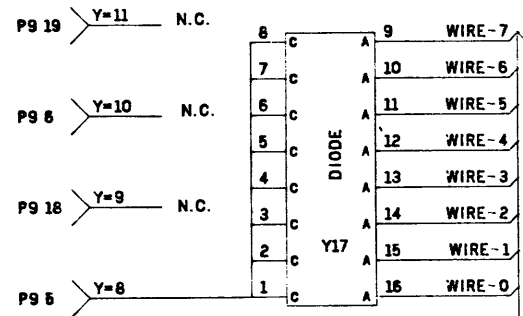 P9 19 Y=11 N.C.
8 C A 9 WIRE-7
7 C A 10 WIRE-6
P9 6 Y=10 N.C.
6 C A 11 WIRE-5
5 C DIODE A 12 WIRE-4
4 C A 13 WIRE-3
P9 18 Y=9 N.C.
3 C A 14 WIRE-2
2 C Y17 A 15 WIRE-1
P9 5 Y=8
1 C A 16 WIRE-0